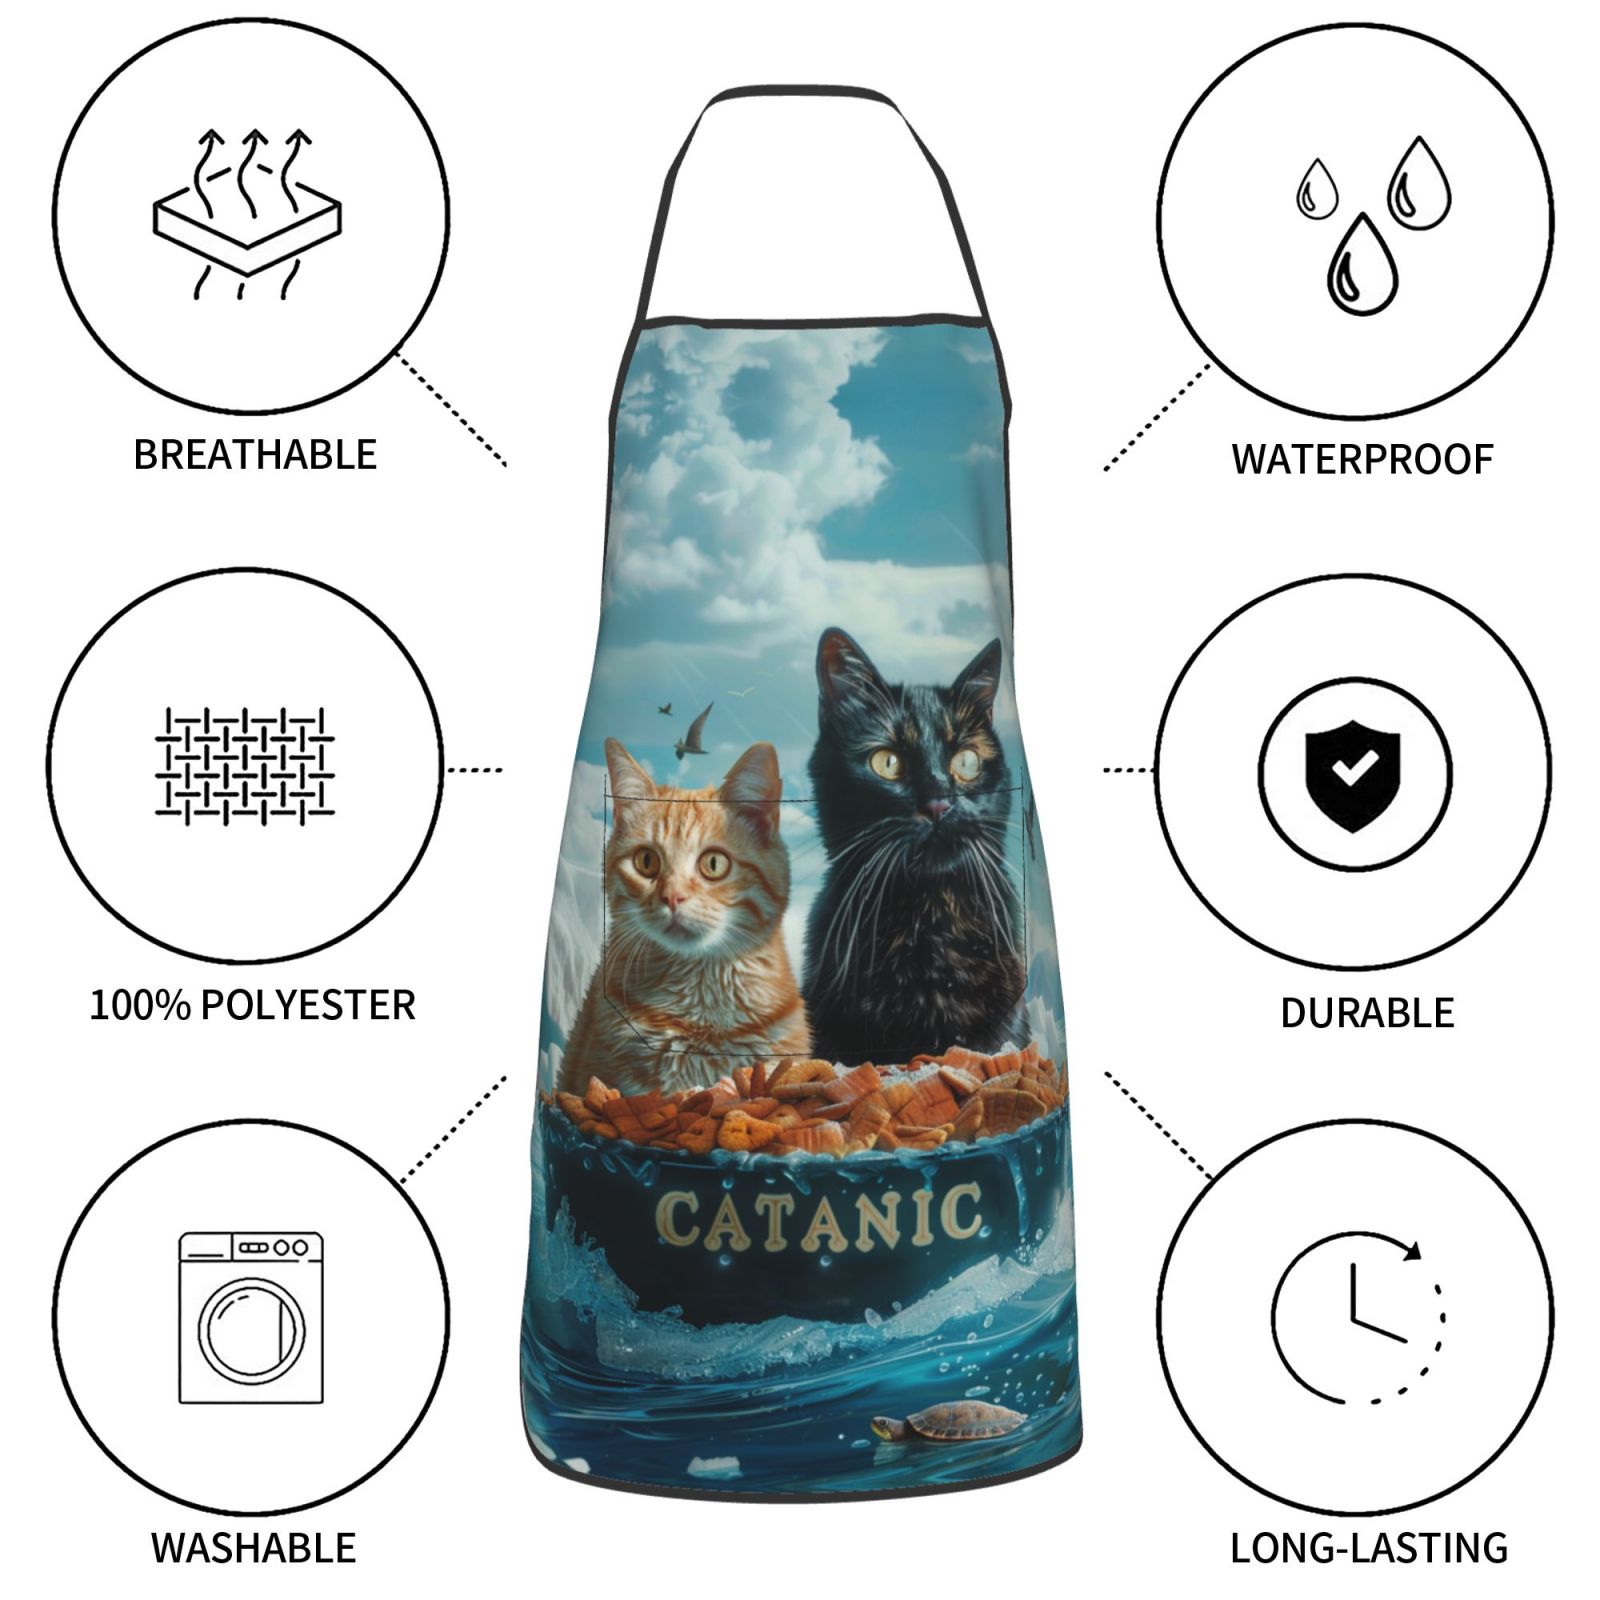 BREATHABLE
WATERPROOF
100% POLYESTER
DURABLE
CATANIC
WASHABLE
LONG-LASTING